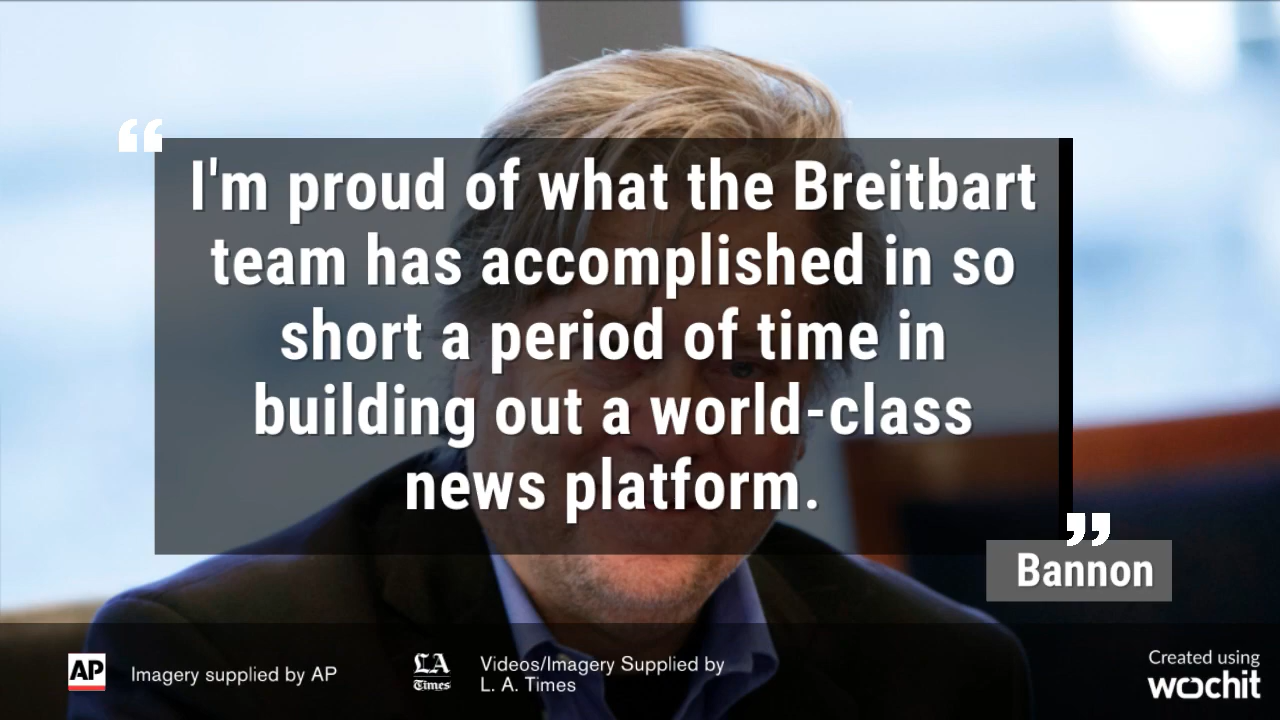 “
I'm proud of what the Breitbart
team has accomplished in so
short a period of time in
building out a world-class
news platform.
”
Bannon
AP Imagery supplied by AP
LA Times
Videos/Imagery Supplied by
L. A. Times
Created using
wochit